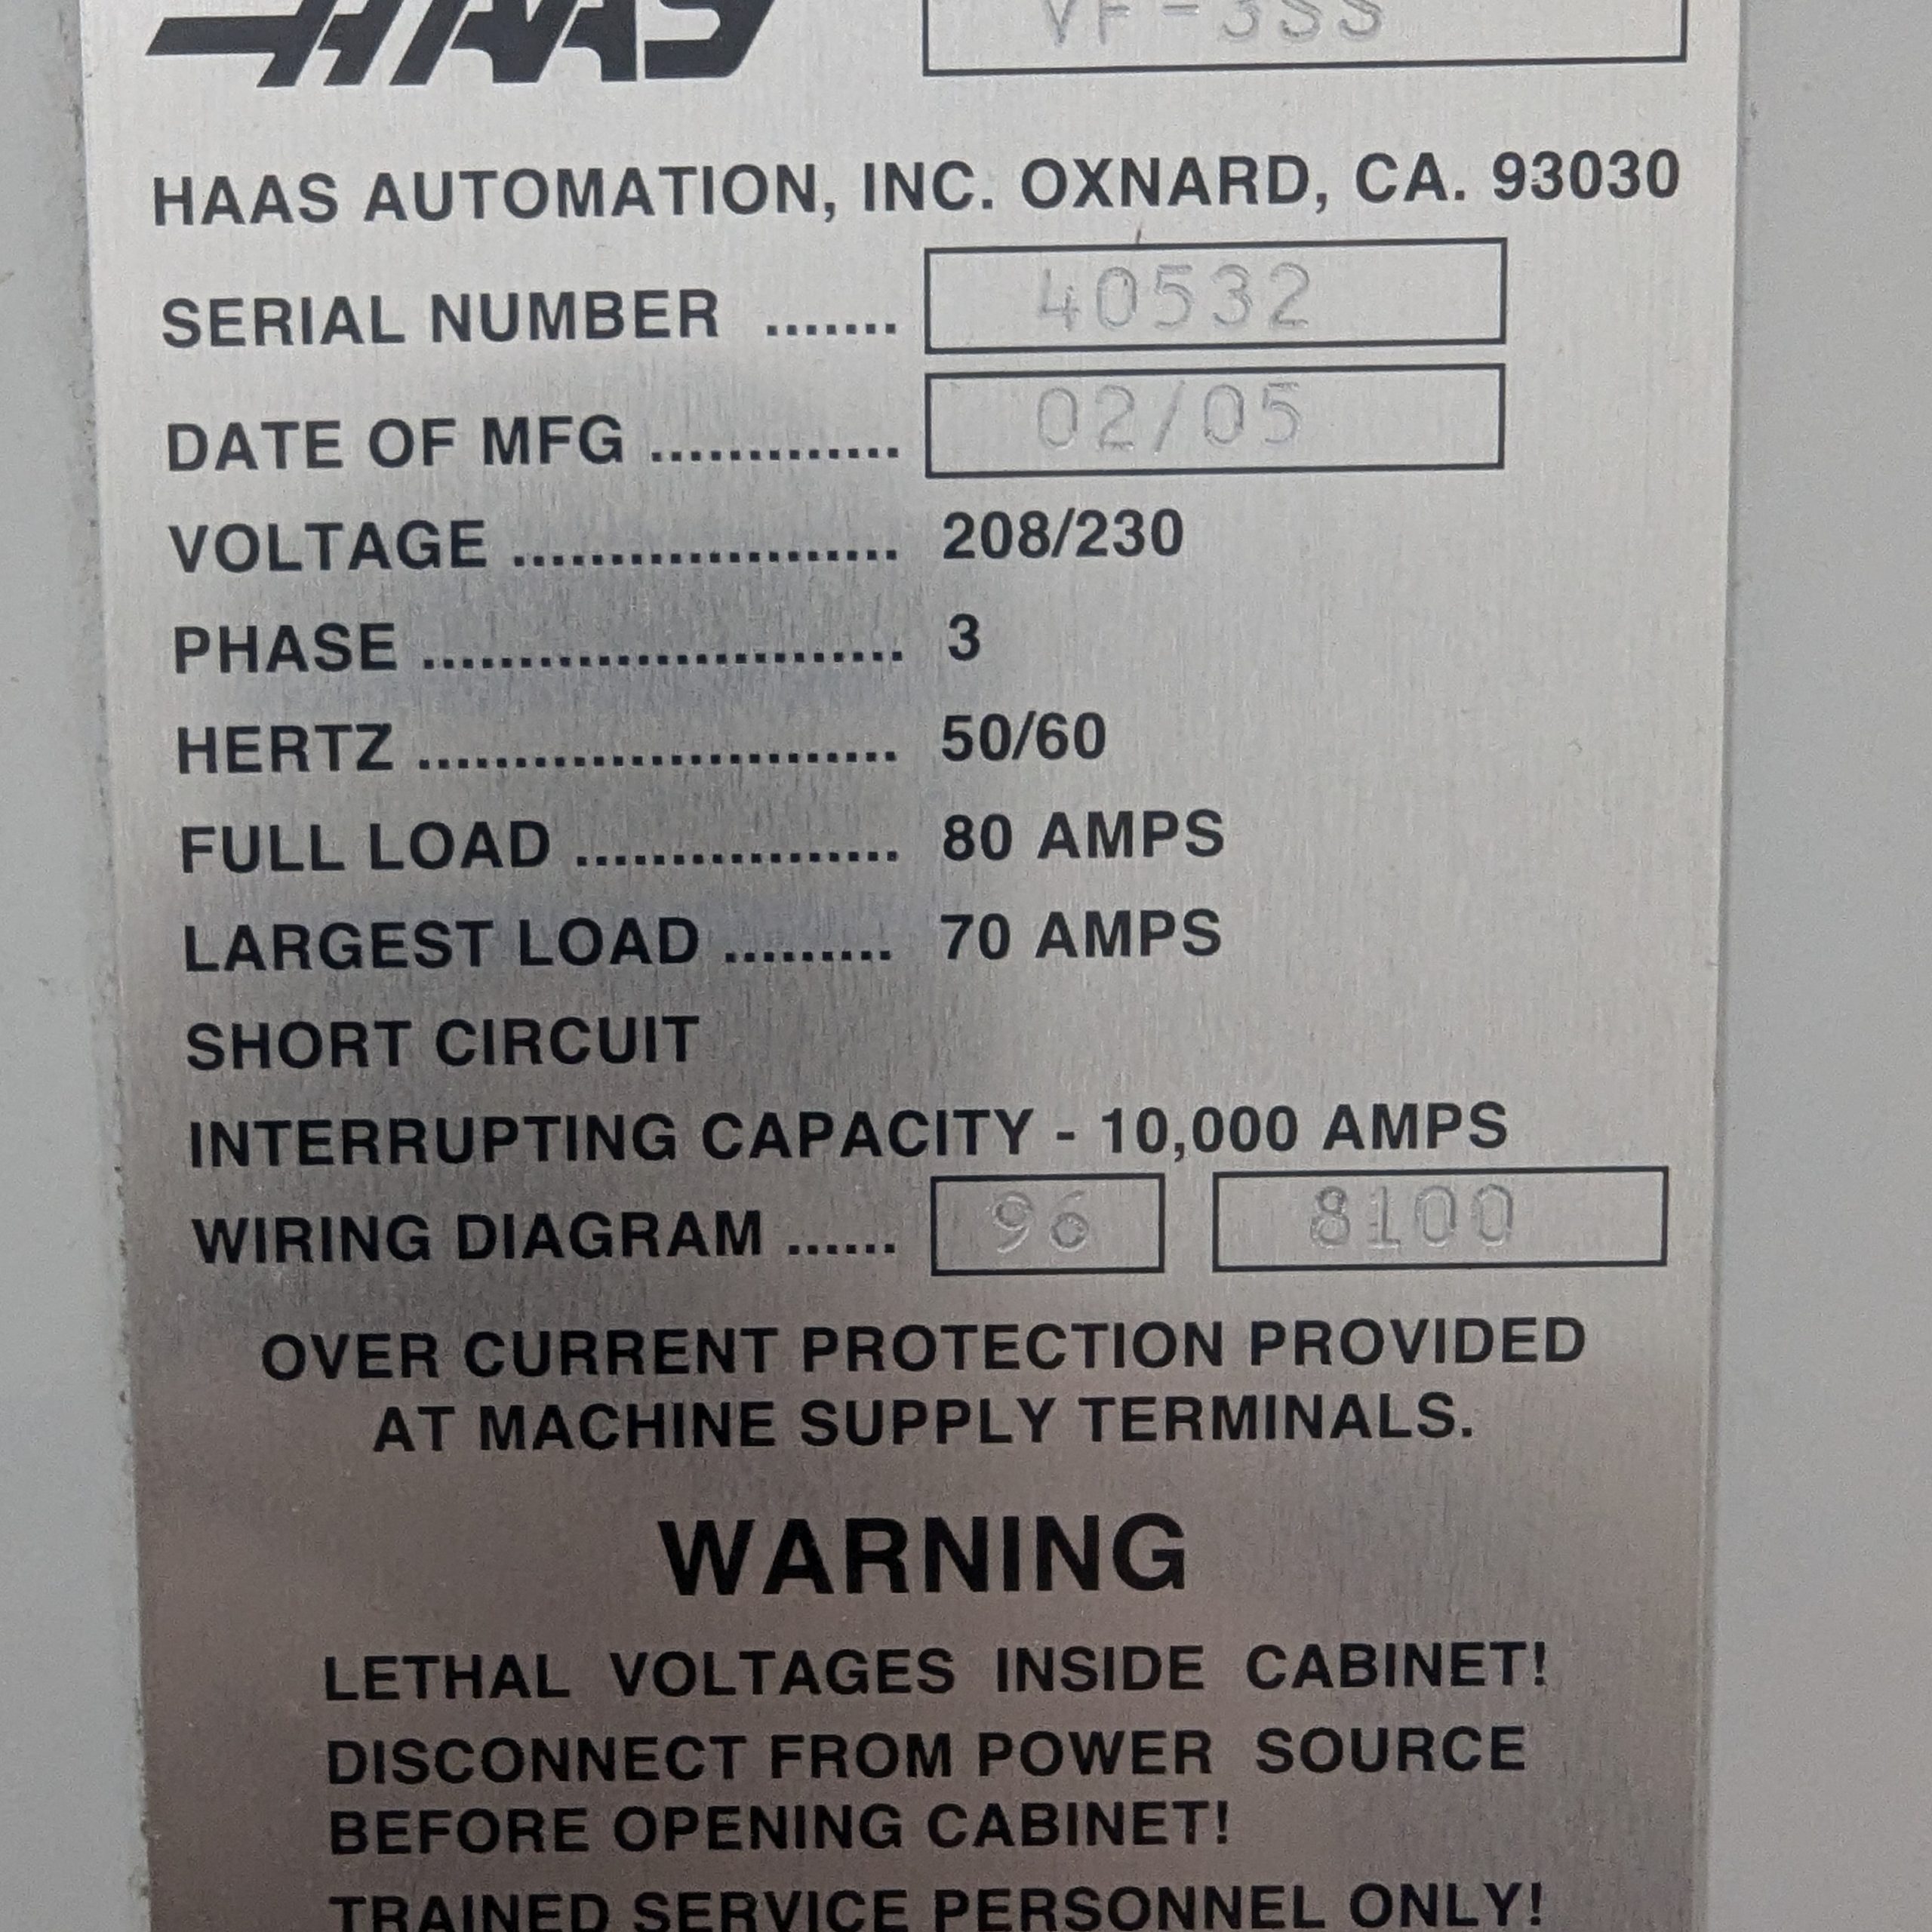 HAAS VF-3SS
HAAS AUTOMATION, INC. OXNARD, CA. 93030
SERIAL NUMBER ....... 40532
DATE OF MFG ............. 02/05
VOLTAGE .................... 208/230
PHASE ......................... 3
HERTZ ......................... 50/60
FULL LOAD ................. 80 AMPS
LARGEST LOAD ......... 70 AMPS
SHORT CIRCUIT
INTERRUPTING CAPACITY - 10,000 AMPS
WIRING DIAGRAM ...... 96 8100
OVER CURRENT PROTECTION PROVIDED
AT MACHINE SUPPLY TERMINALS.
WARNING
LETHAL VOLTAGES INSIDE CABINET!
DISCONNECT FROM POWER SOURCE
BEFORE OPENING CABINET!
TRAINED SERVICE PERSONNEL ONLY!